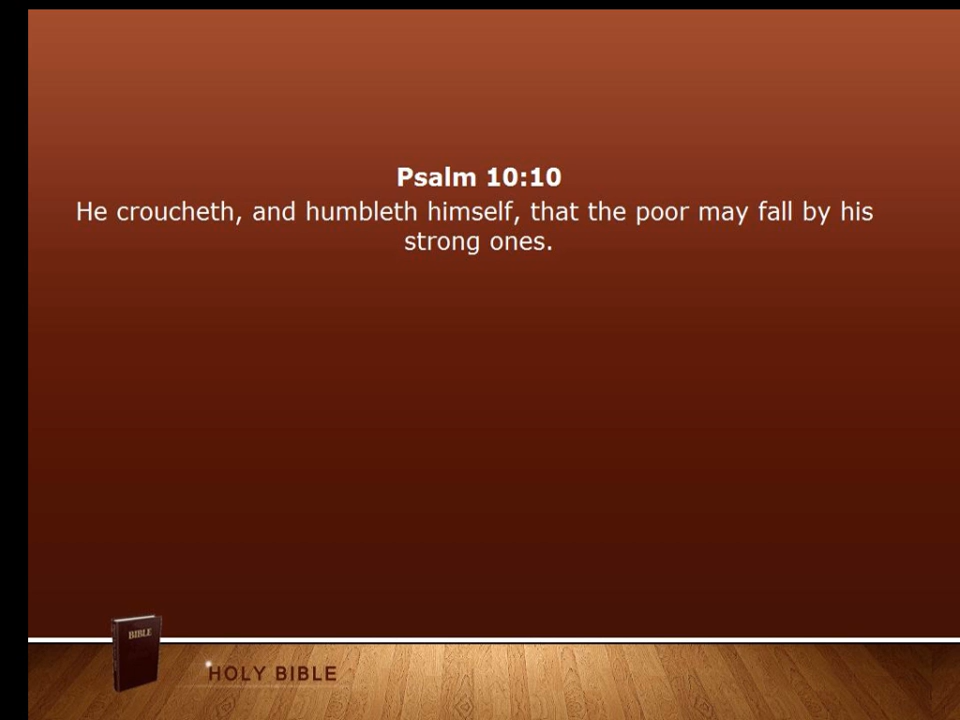 Psalm 10:10
He croucheth, and humbleth himself, that the poor may fall by his
strong ones.
BIBLE
HOLY BIBLE